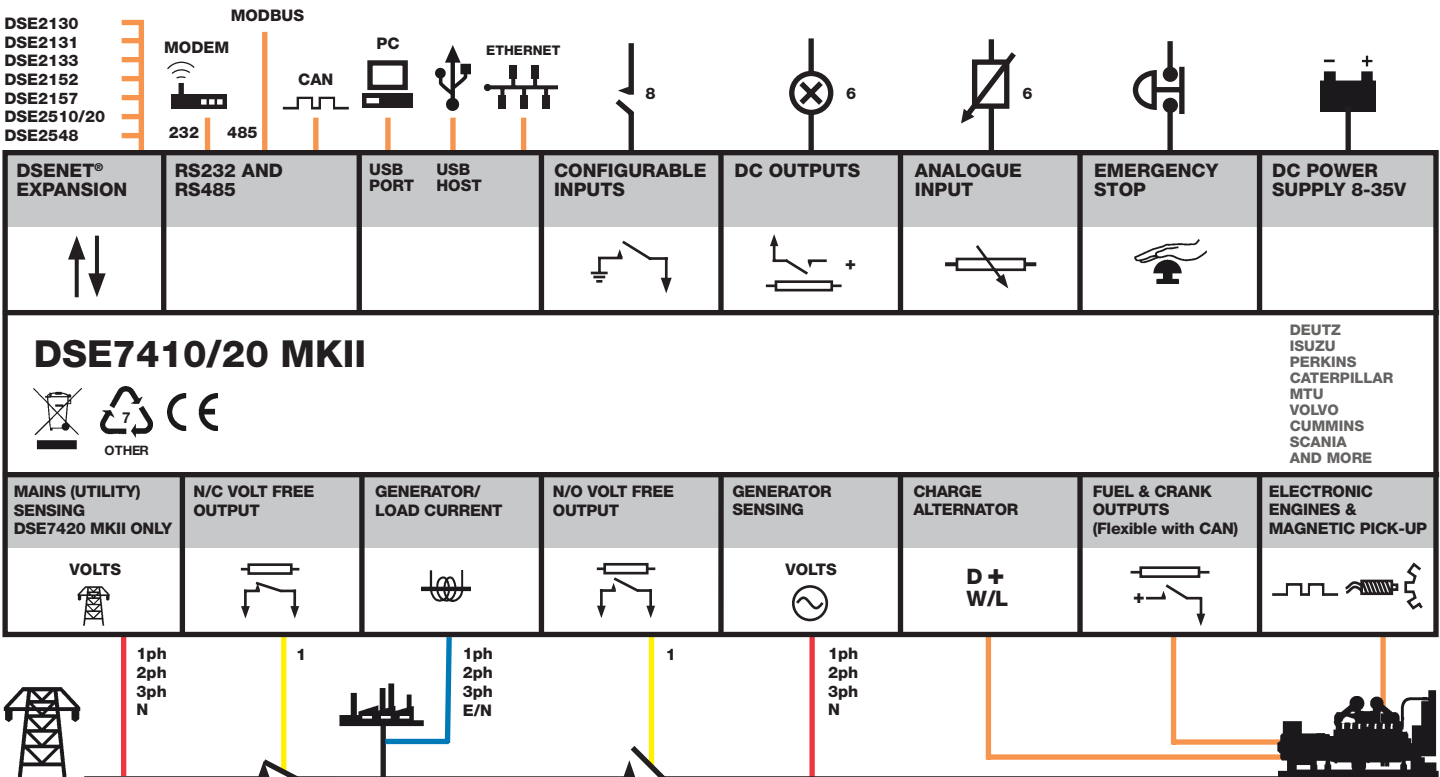 DSE2130
DSE2131
DSE2133
DSE2152
DSE2157
DSE2510/20
DSE2548
MODBUS
MODEM
CAN
PC
ETHERNET
232
485
8
6
6
- +
DSENET®
EXPANSION
RS232 AND
RS485
USB
PORT
USB
HOST
CONFIGURABLE
INPUTS
DC OUTPUTS
ANALOGUE
INPUT
EMERGENCY
STOP
DC POWER
SUPPLY 8-35V
+
DSE7410/20 MKII
7
OTHER
CE
DEUTZ
ISUZU
PERKINS
CATERPILLAR
MTU
VOLVO
CUMMINS
SCANIA
AND MORE
MAINS (UTILITY)
SENSING
DSE7420 MKII ONLY
VOLTS
N/C VOLT FREE
OUTPUT
GENERATOR/
LOAD CURRENT
N/O VOLT FREE
OUTPUT
GENERATOR
SENSING
VOLTS
CHARGE
ALTERNATOR
D +
W/L
FUEL & CRANK
OUTPUTS
(Flexible with CAN)
+
ELECTRONIC
ENGINES &
MAGNETIC PICK-UP
1ph
2ph
3ph
N
1
1ph
2ph
3ph
E/N
1
1ph
2ph
3ph
N